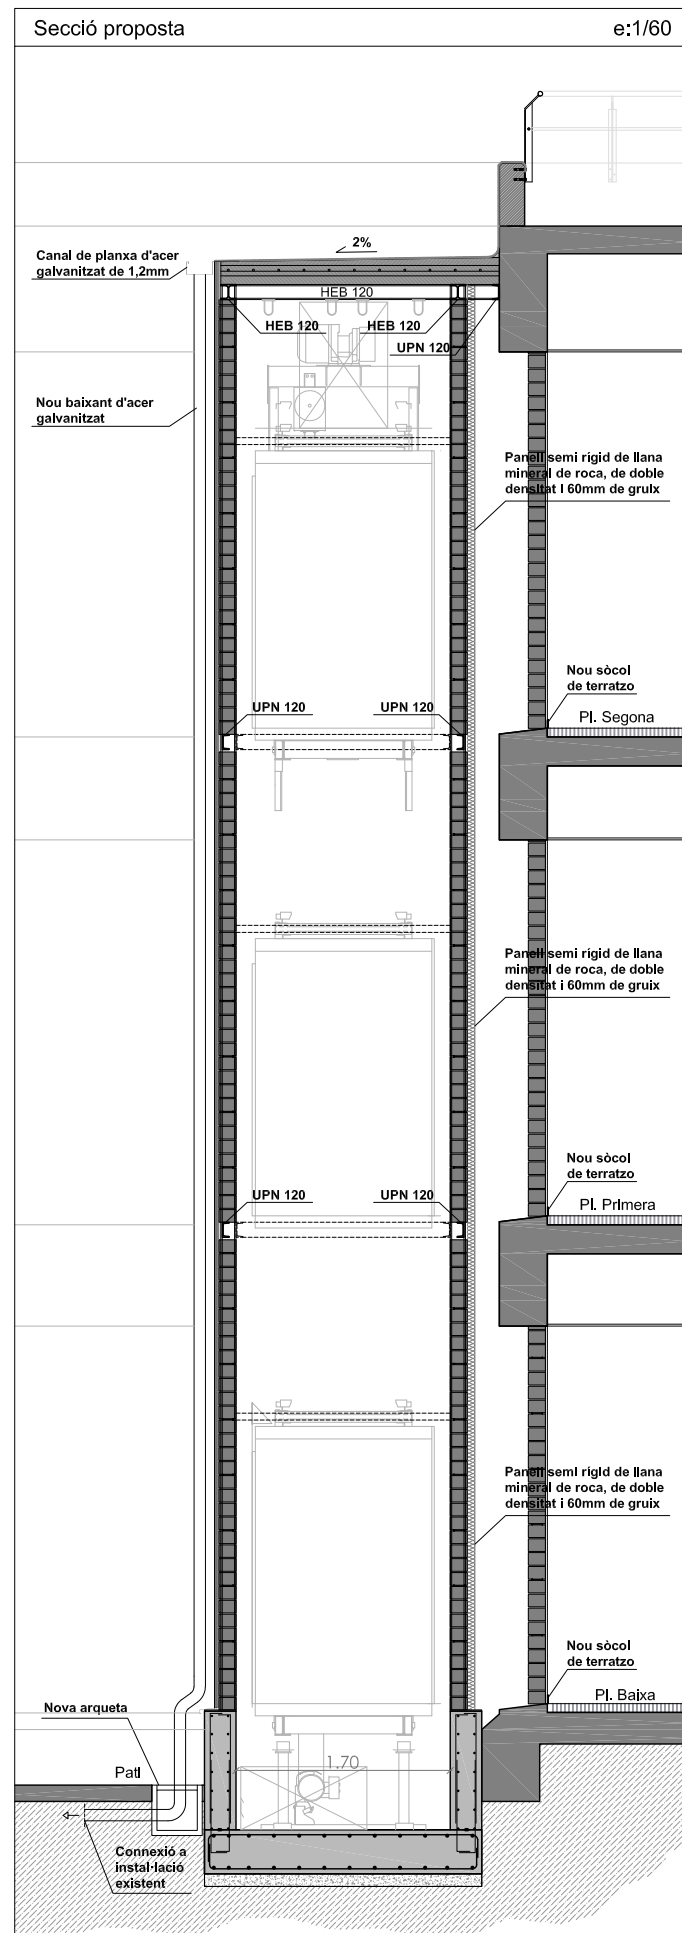 Secció proposta
e:1/60
2%
Canal de planxa d'acer
galvanitzat de 1,2mm
HEB 120
HEB 120
HEB 120
UPN 120
Nou baixant d'acer
galvanitzat
Panell semi rígid de llana
mineral de roca, de doble
densitat i 60mm de gruix
Nou sòcol
de terratzo
Pl. Segona
UPN 120
UPN 120
Panell semi rígid de llana
mineral de roca, de doble
densitat i 60mm de gruix
Nou sòcol
de terratzo
Pl. Primera
UPN 120
UPN 120
Panell semi rígid de llana
mineral de roca, de doble
densitat i 60mm de gruix
Nou sòcol
de terratzo
Pl. Baixa
Nova arqueta
Pati
1.70
Connexió a
instal·lació
existent